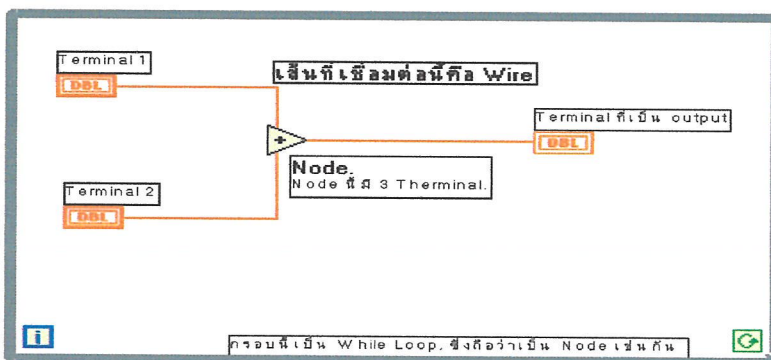 Terminal 1
DBL
เส้นที่เชื่อมต่อนี้คือ Wire
Terminal ที่เป็น output
DBL
+
Node.
Node นี้มี 3 Therminal.
Terminal 2
DBL
i
กรอบนี้เป็น While Loop. ซึ่งถือว่าเป็น Node เช่นกัน